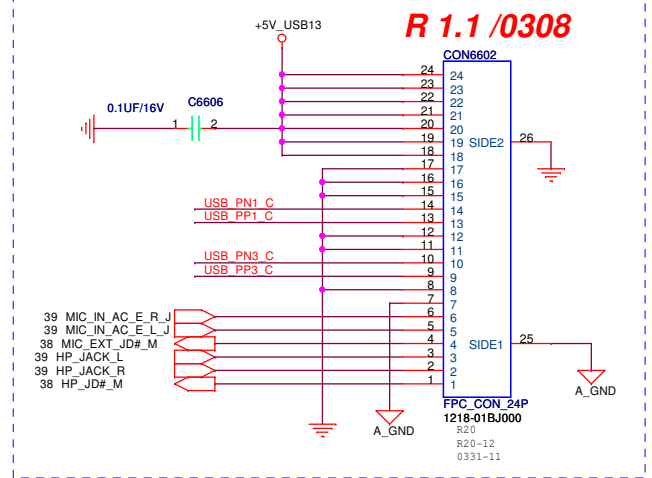 R 1.1 /0308
+5V_USB13
CON6602
0.1UF/16V
C6606
1
2
24 24
23 23
22 22
21 21
20 20
19 19 SIDE2 26
18 18
17 17
16 16
15 15
USB_PN1_C 14 14
USB_PP1_C 13 13
12 12
11 11
USB_PN3_C 10 10
USB_PP3_C 9 9
8 8
7 7
39 MIC_IN_AC_E_R_J 6 6
39 MIC_IN_AC_E_L_J 5 5
38 MIC_EXT_JD#_M 4 4 SIDE1 25
39 HP_JACK_L 3 3
39 HP_JACK_R 2 2
38 HP_JD#_M 1 1
A_GND
A_GND
FPC_CON_24P
1218-01BJ000
R20
R20-12
0331-11